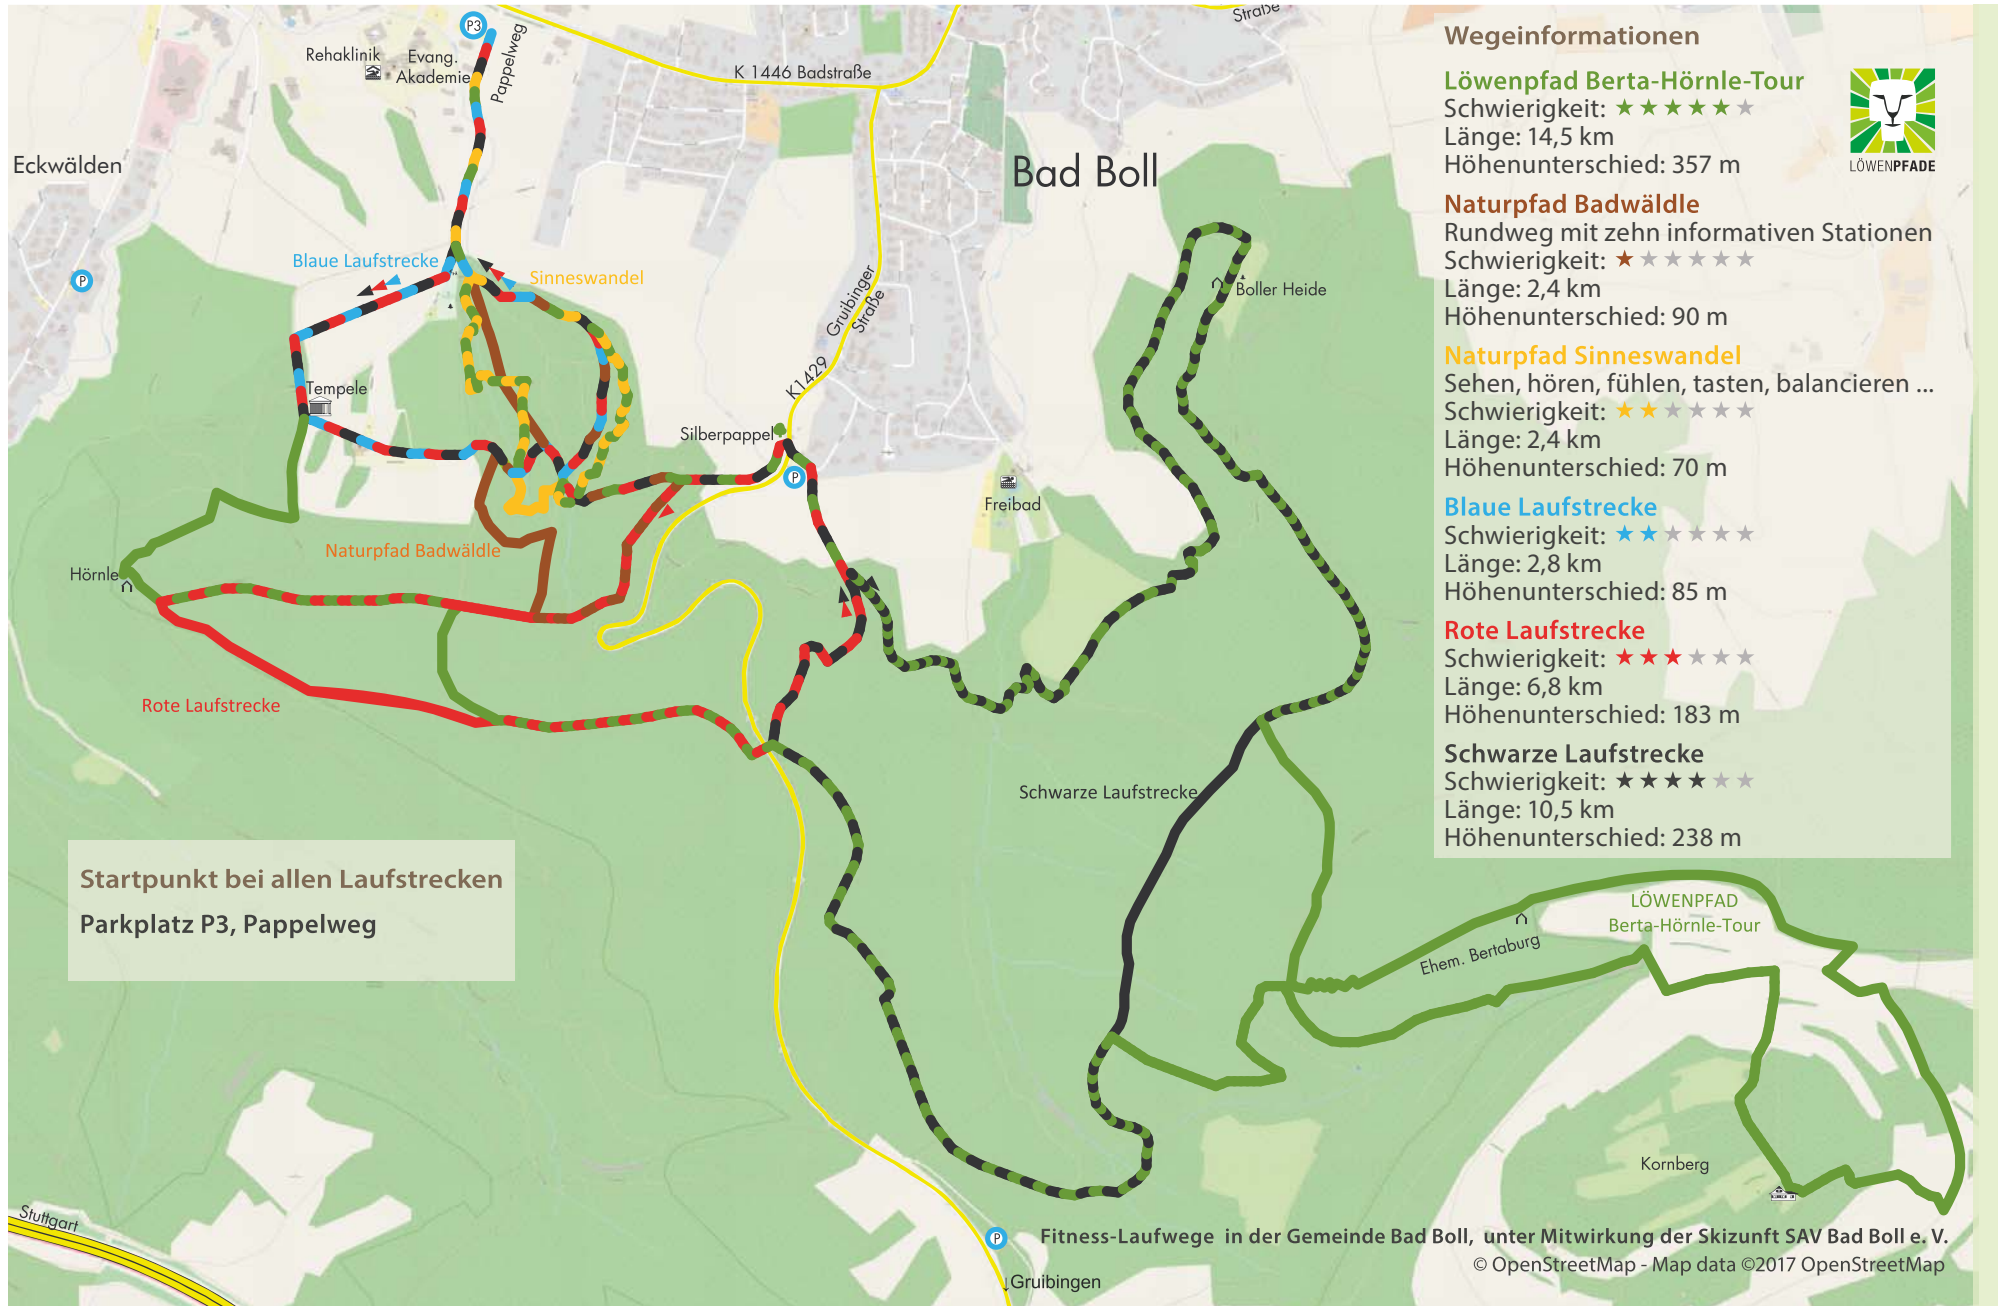 Straße
P3
Rehaklinik
Evang.
Akademie
Pappelweg
K 1446 Badstraße
Eckwälden
Bad Boll
P
Blaue Laufstrecke
Sinneswandel
Gruibinger
Straße
Boller Heide
K1429
Tempele
Silberpappel
P
Freibad
Naturpfad Badwäldle
Hörnle
Rote Laufstrecke
Schwarze Laufstrecke
Startpunkt bei allen Laufstrecken
Parkplatz P3, Pappelweg
Wegeinformationen
Löwenpfad Berta-Hörnle-Tour
Schwierigkeit: ★★★★★★
Länge: 14,5 km
Höhenunterschied: 357 m
LÖWENPFADE
Naturpfad Badwäldle
Rundweg mit zehn informativen Stationen
Schwierigkeit: ★★★★★★
Länge: 2,4 km
Höhenunterschied: 90 m
Naturpfad Sinneswandel
Sehen, hören, fühlen, tasten, balancieren ...
Schwierigkeit: ★★★★★★
Länge: 2,4 km
Höhenunterschied: 70 m
Blaue Laufstrecke
Schwierigkeit: ★★★★★★
Länge: 2,8 km
Höhenunterschied: 85 m
Rote Laufstrecke
Schwierigkeit: ★★★★★★
Länge: 6,8 km
Höhenunterschied: 183 m
Schwarze Laufstrecke
Schwierigkeit: ★★★★★★
Länge: 10,5 km
Höhenunterschied: 238 m
LÖWENPFAD
Berta-Hörnle-Tour
Ehem. Bertaburg
Kornberg
Stuttgart
P
Fitness-Laufwege in der Gemeinde Bad Boll, unter Mitwirkung der Skizunft SAV Bad Boll e. V.
© OpenStreetMap - Map data ©2017 OpenStreetMap
↓Gruibingen